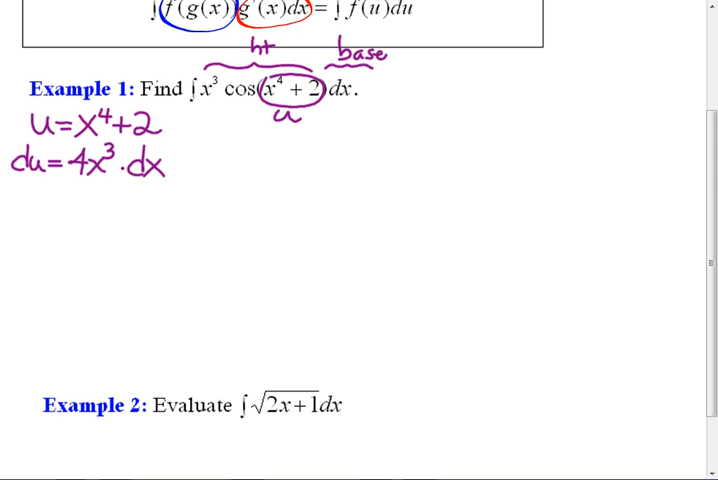 ∫f(g(x))g'(x)dx = ∫f(u)du
ht base
Example 1: Find ∫x³ cos(x⁴ + 2)dx.
u
u=x⁴+2
du=4x³·dx
Example 2: Evaluate ∫√(2x+1)dx